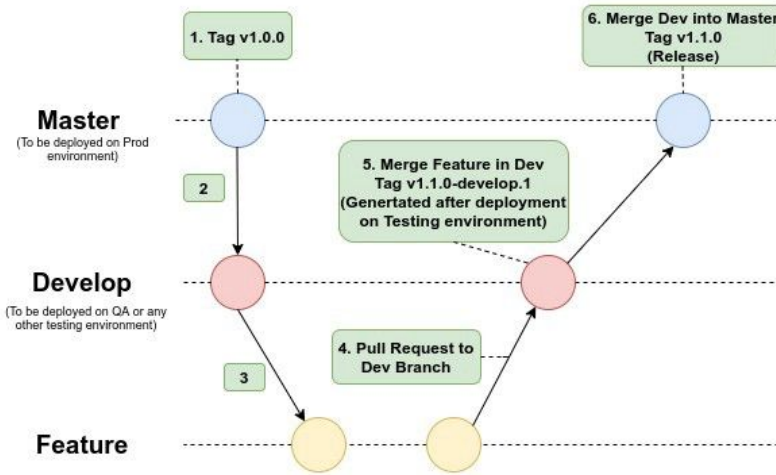 1. Tag v1.0.0
6. Merge Dev into Master
Tag v1.1.0
(Release)
Master
(To be deployed on Prod
environment)
2
5. Merge Feature in Dev
Tag v1.1.0-develop.1
(Genertated after deployment
on Testing environment)
Develop
(To be deployed on QA or any
other testing environment)
3
4. Pull Request to
Dev Branch
Feature